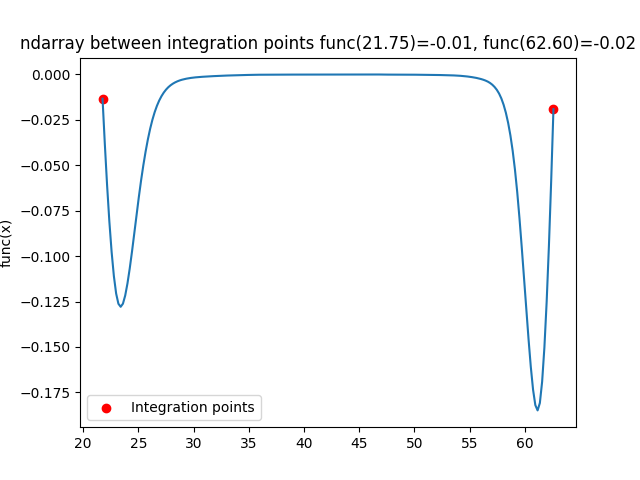 ndarray between integration points func(21.75)=-0.01, func(62.60)=-0.02
0.000
−0.025
−0.050
−0.075
−0.100
−0.125
−0.150
−0.175
func(x)
Integration points
20 25 30 35 40 45 50 55 60